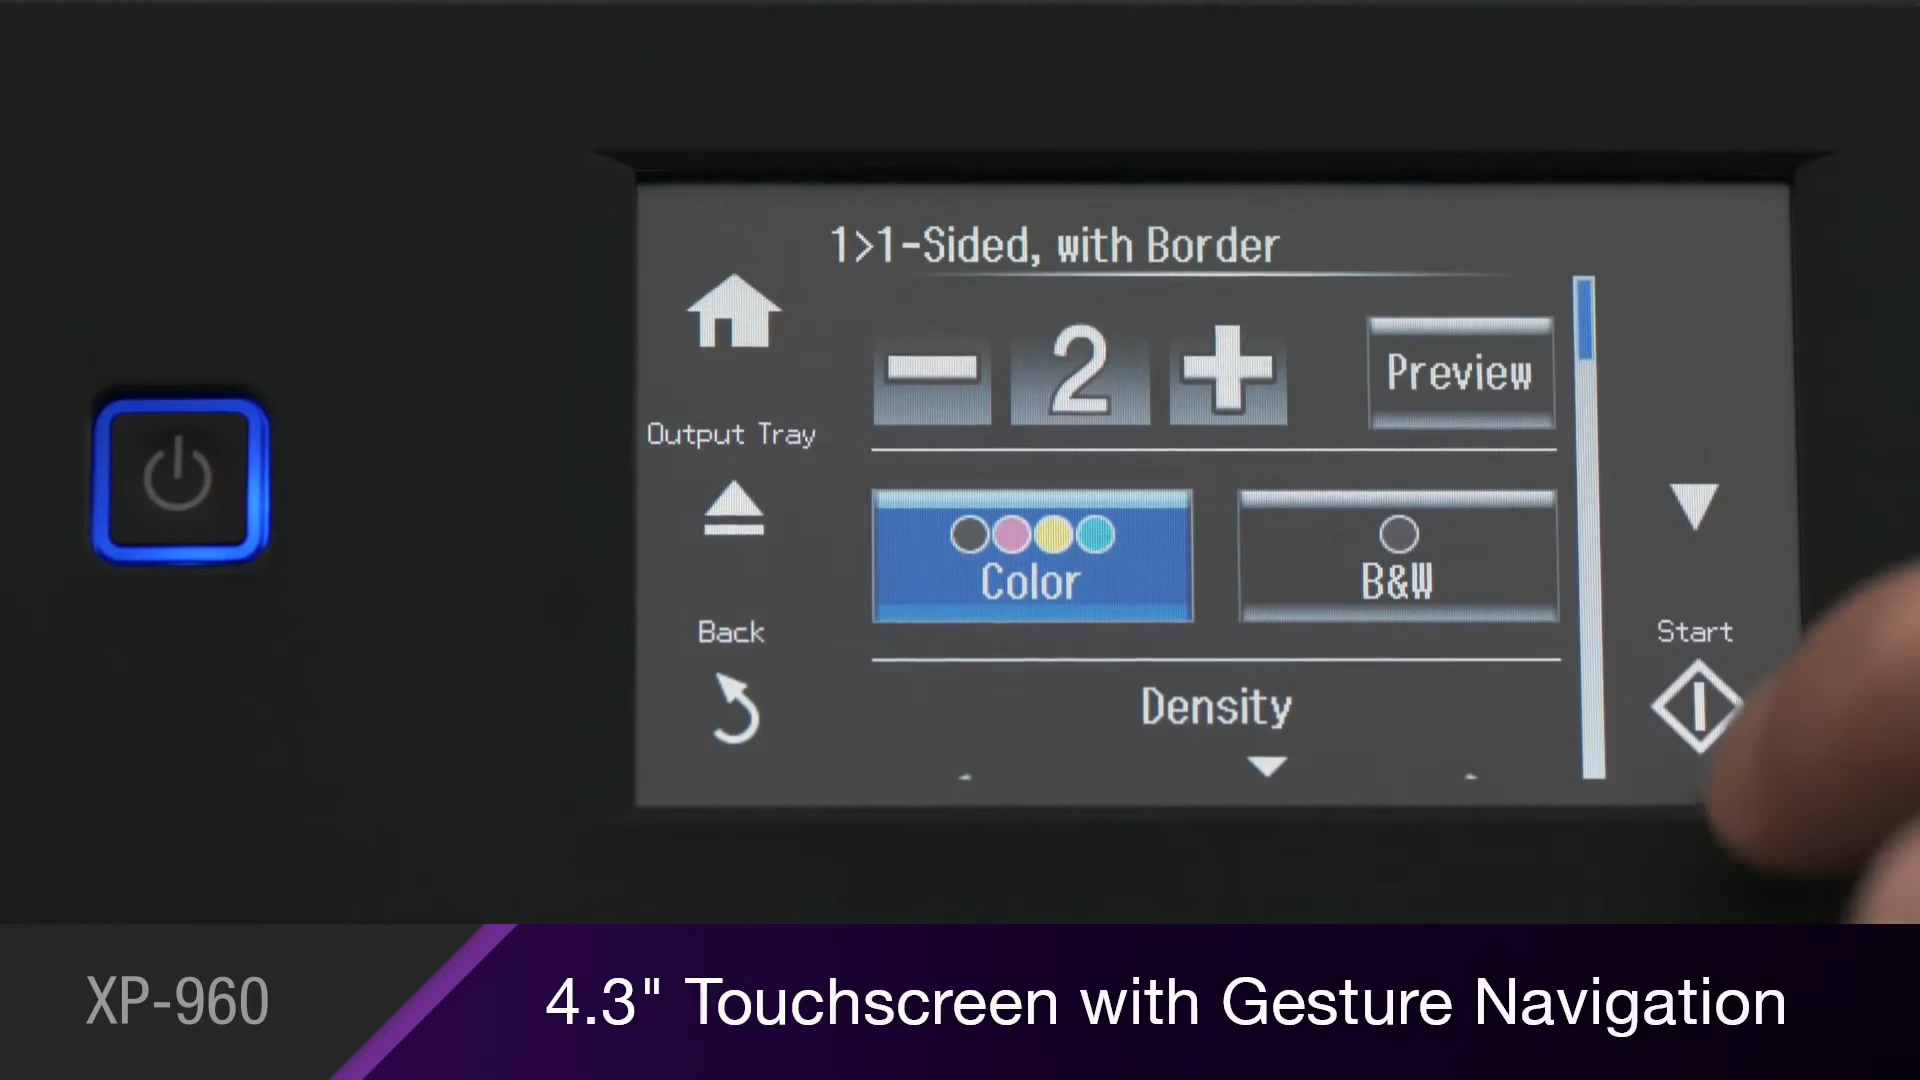 1>1-Sided, with Border
2
Preview
Output Tray
Color
B&W
Back
Start
Density
XP-960
4.3" Touchscreen with Gesture Navigation